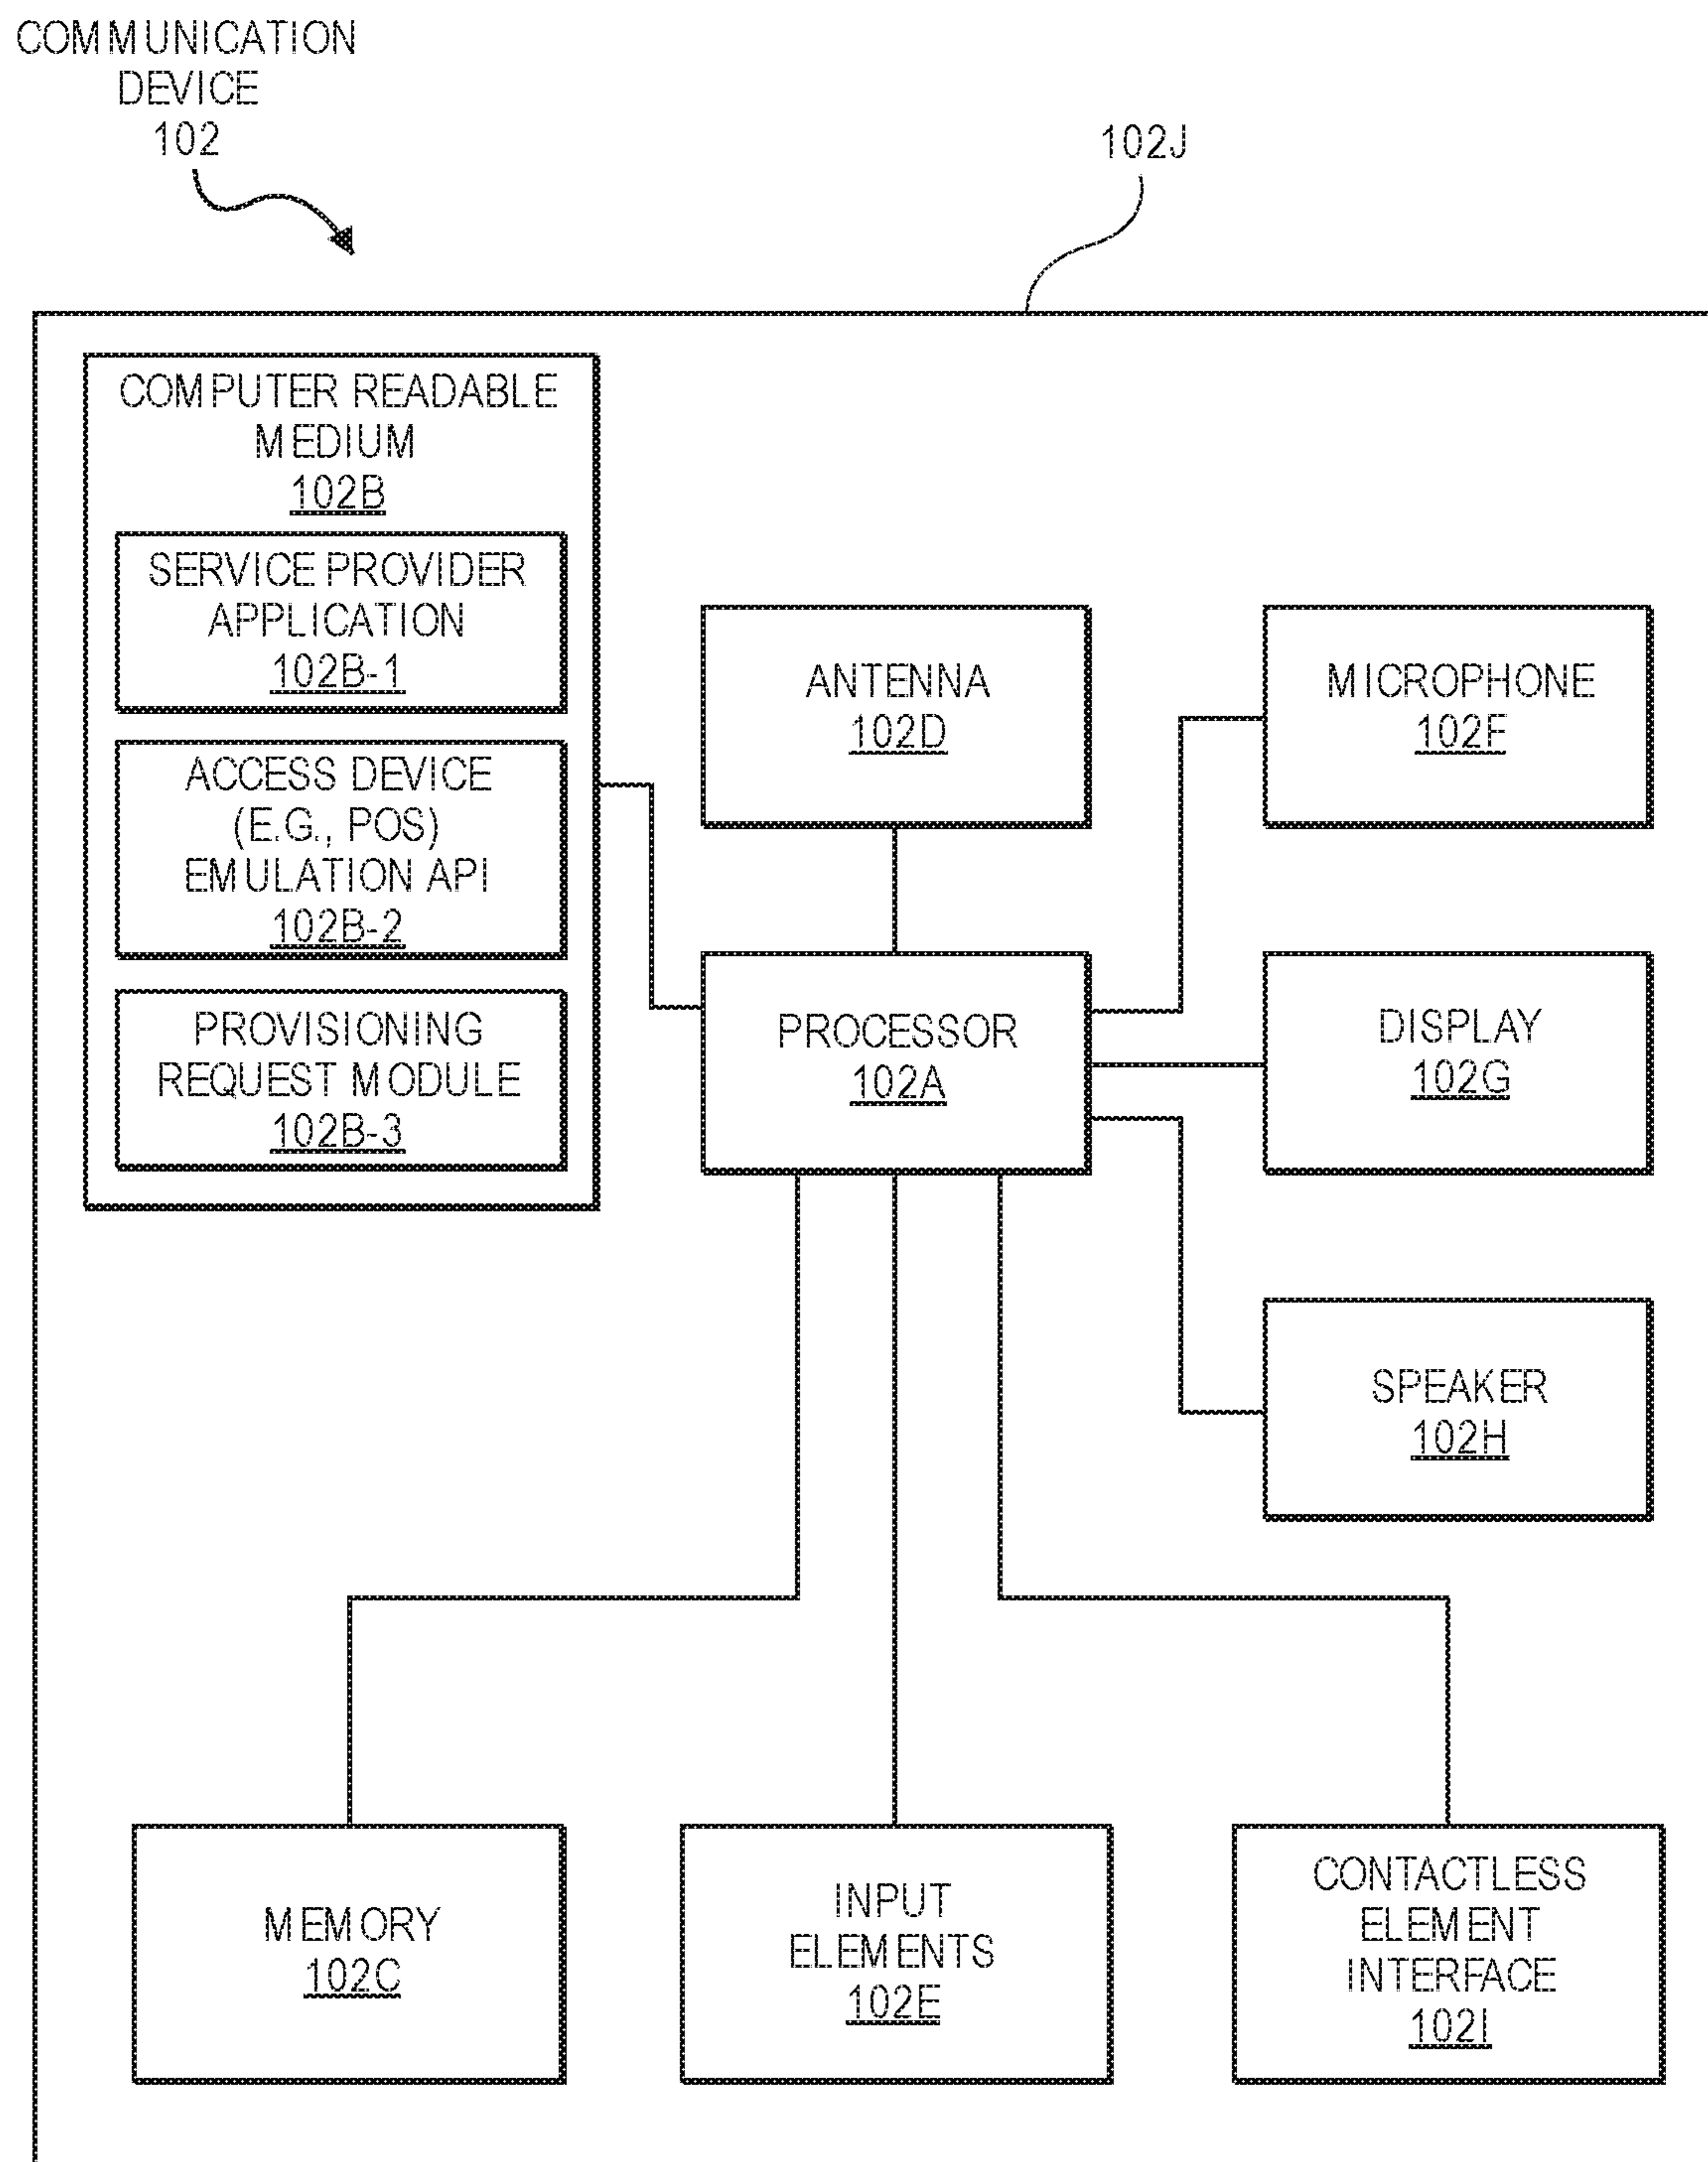 COMMUNICATION
DEVICE
102
102J
COMPUTER READABLE
MEDIUM
102B
SERVICE PROVIDER
APPLICATION
102B-1
ACCESS DEVICE
(E.G., POS)
EMULATION API
102B-2
PROVISIONING
REQUEST MODULE
102B-3
ANTENNA
102D
MICROPHONE
102F
PROCESSOR
102A
DISPLAY
102G
SPEAKER
102H
MEMORY
102C
INPUT
ELEMENTS
102E
CONTACTLESS
ELEMENT
INTERFACE
102I